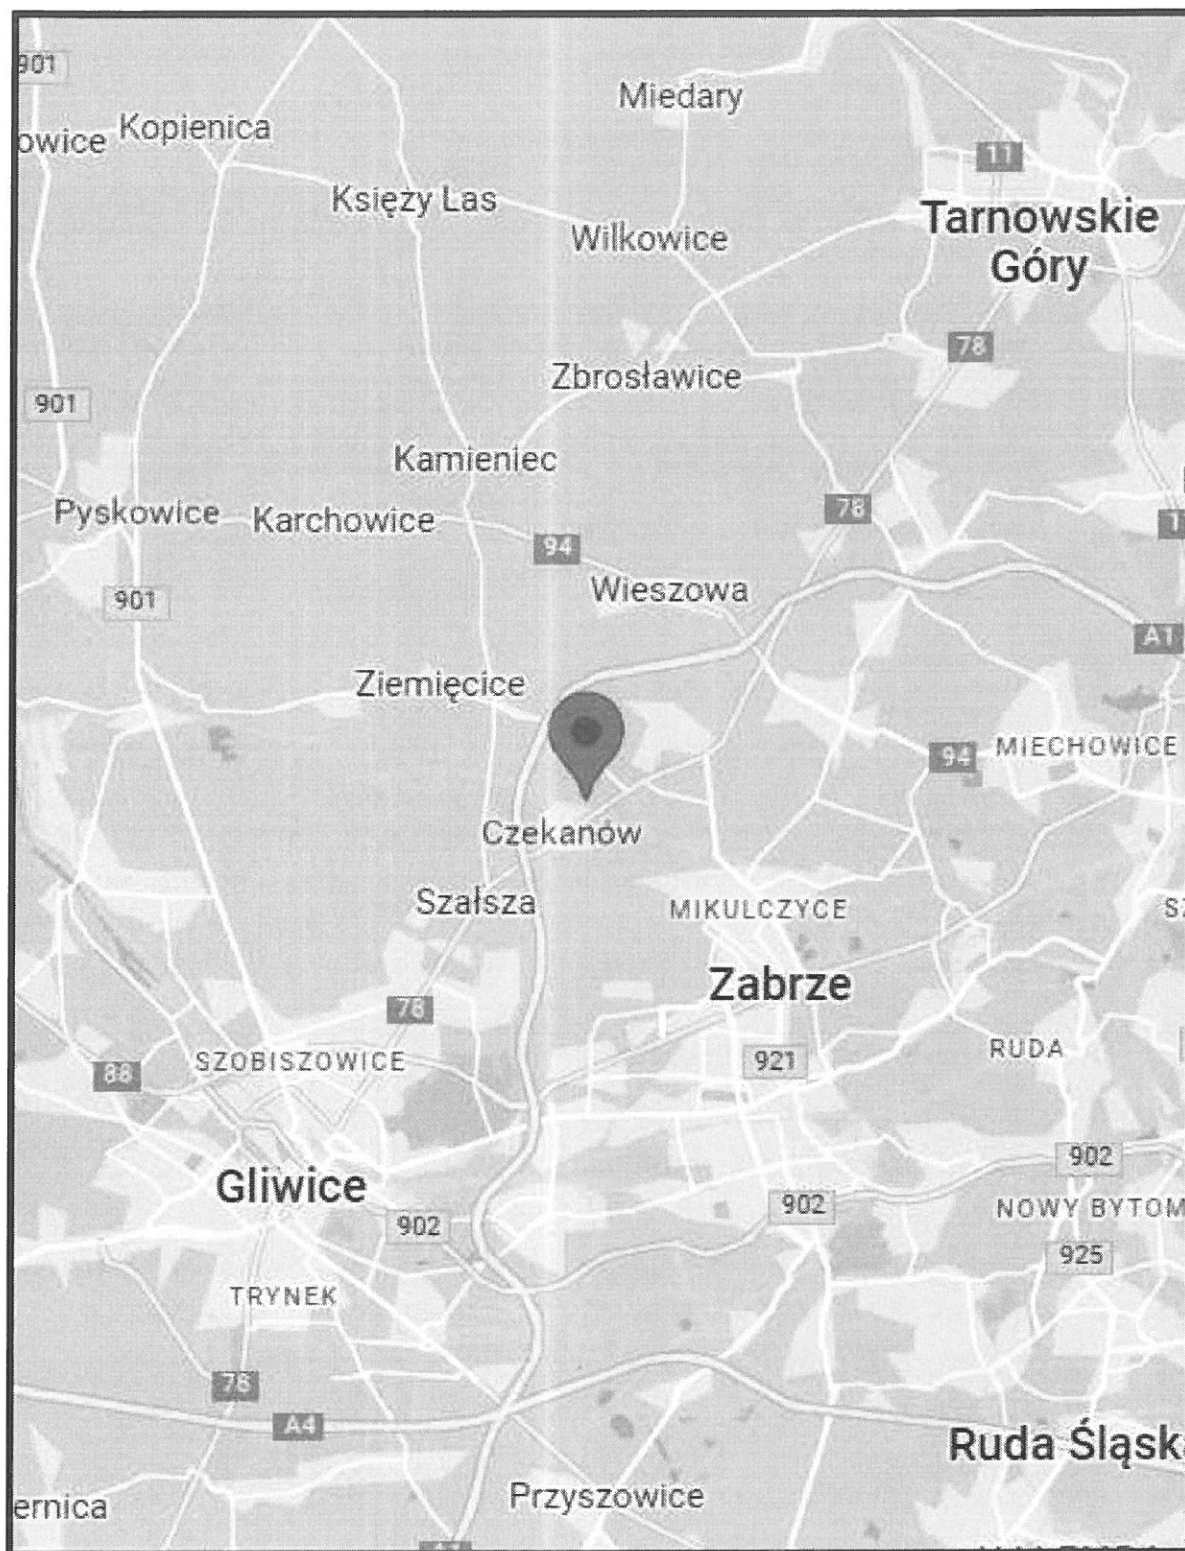 901
Miedary
Kopienica
owice
11
Księży Las
Tarnowskie
Góry
Wilkowice
78
Zbrosławice
901
Kamieniec
78
Pyskowice
Karchowice
94
Wieszowa
901
A1
Ziemięcice
94
MIECHOWICE
Czekanów
Szałsza
MIKULCZYCE
Zabrze
78
SZOBISZOWICE
921
RUDA
88
902
Gliwice
902
902
NOWY BYTOM
925
TRYNEK
78
A4
Ruda Śląsk
Przyszowice
ernica